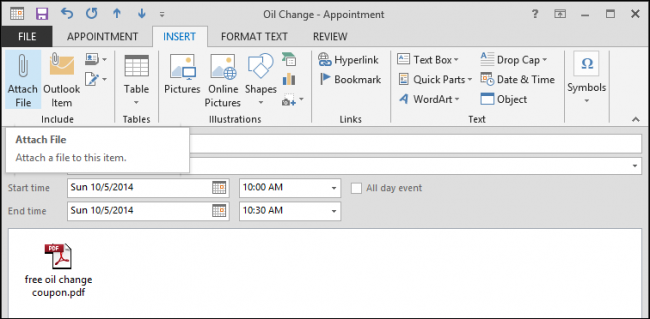 Oil Change - Appointment
FILE APPOINTMENT INSERT FORMAT TEXT REVIEW
Attach File
Outlook Item
Table
Pictures
Online Pictures
Shapes
Hyperlink
Bookmark
Text Box
Quick Parts
WordArt
Drop Cap
Date & Time
Object
Symbols
Include Tables Illustrations Links Text
Attach File
Attach a file to this item.
Start time Sun 10/5/2014 10:00 AM All day event
End time Sun 10/5/2014 10:30 AM
PDF
free oil change
coupon.pdf